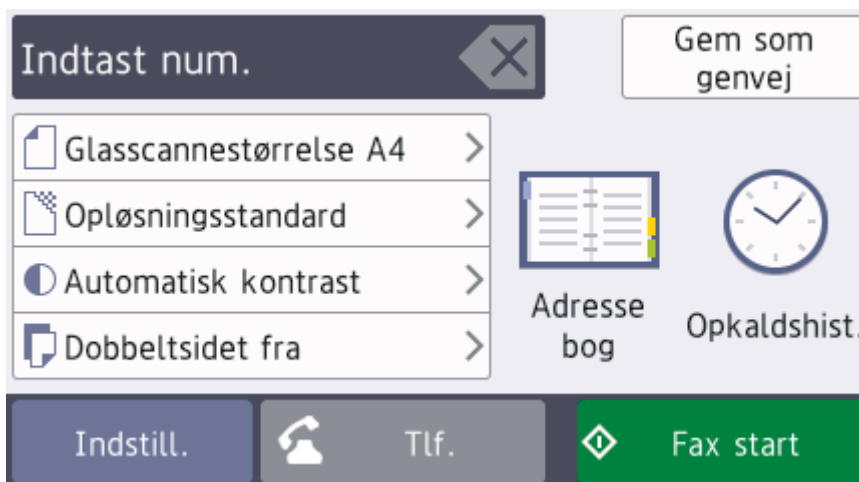 Indtast num.
Gem som
genvej
Glasscannestørrelse A4
Opløsningsstandard
Automatisk kontrast
Dobbeltsidet fra
Adresse
bog
Opkaldshist.
Indstill.
Tlf.
Fax start